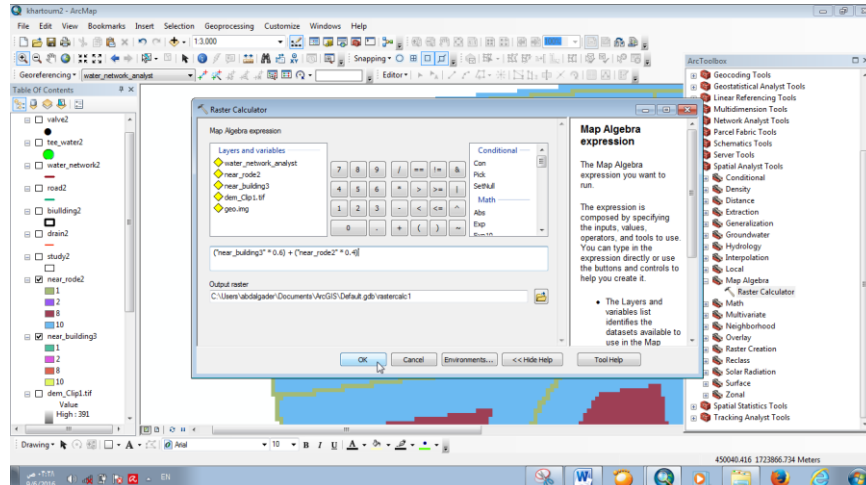 khartoum2 - ArcMap
File Edit View Bookmarks Insert Selection Geoprocessing Customize Windows Help
1:3,000
Snapping
Georeferencing water_network_analyst
Editor
Table Of Contents
valve2
tee_water2
water_network2
road2
biullding2
drain2
study2
near_rode2
1
2
8
10
near_building3
1
2
8
10
dem_Clip1.tif
Value
High : 391
Raster Calculator
Map Algebra expression
Layers and variables
water_network_analyst
near_rode2
near_building3
dem_Clip1.tif
geo.img
7 8 9 / == != &
4 5 6 * > >= |
1 2 3 - < <= ^
0 . + ( ) ~
Conditional
Con
Pick
SetNull
Math
Abs
Exp
Exp10
("near_building3" * 0.6) + ("near_rode2" * 0.4)
Output raster
C:\Users\abdalgader\Documents\ArcGIS\Default.gdb\rastercalc1
OK Cancel Environments... << Hide Help Tool Help
Map Algebra
expression
The Map Algebra
expression you want to
run.
The expression is
composed by specifying
the inputs, values,
operators, and tools to use.
You can type in the
expression directly or use
the buttons and controls to
help you create it.
• The Layers and
variables list
identifies the
datasets available to
use in the Map
ArcToolbox
Geocoding Tools
Geostatistical Analyst Tools
Linear Referencing Tools
Multidimension Tools
Network Analyst Tools
Parcel Fabric Tools
Schematics Tools
Server Tools
Spatial Analyst Tools
Conditional
Density
Distance
Extraction
Generalization
Groundwater
Hydrology
Interpolation
Local
Map Algebra
Raster Calculator
Math
Multivariate
Neighborhood
Overlay
Raster Creation
Reclass
Solar Radiation
Surface
Zonal
Spatial Statistics Tools
Tracking Analyst Tools
Drawing A Arial 10 B I U A
450040.416 1723866.734 Meters
EN